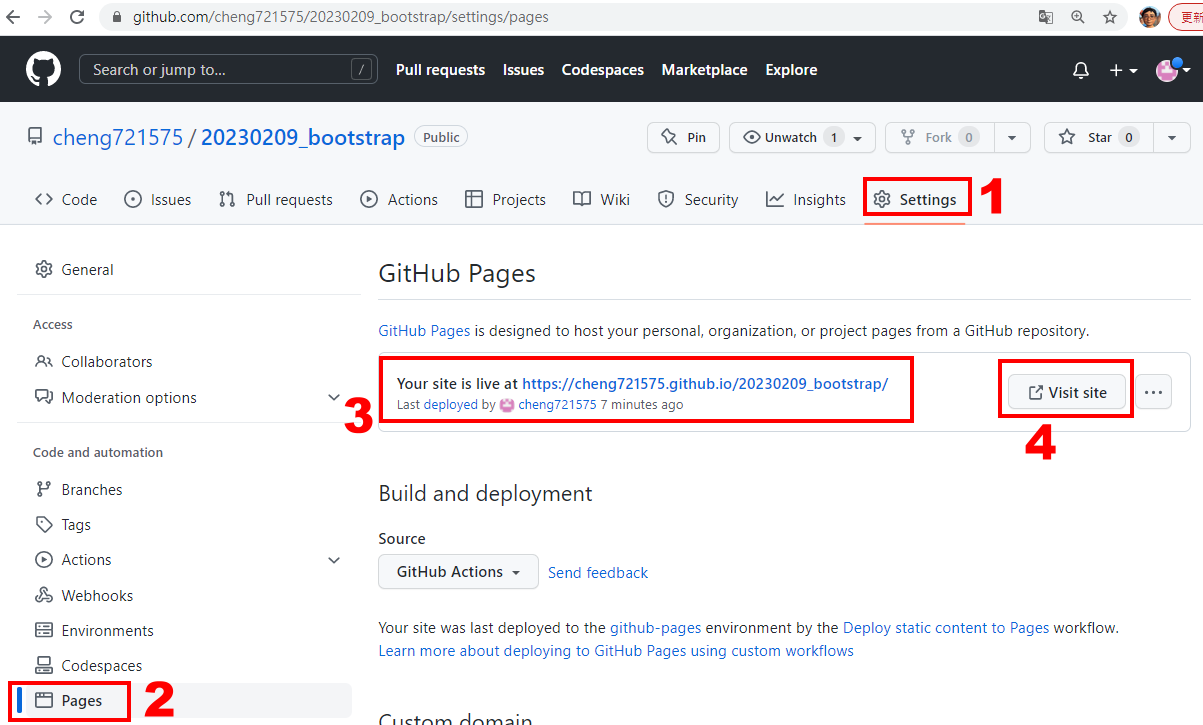 github.com/cheng721575/20230209_bootstrap/settings/pages
Search or jump to... / Pull requests Issues Codespaces Marketplace Explore
cheng721575 / 20230209_bootstrap Public Pin Unwatch 1 Fork 0 Star 0
Code Issues Pull requests Actions Projects Wiki Security Insights Settings 1
General
Access
Collaborators
Moderation options
Code and automation
Branches
Tags
Actions
Webhooks
Environments
Codespaces
Pages 2
GitHub Pages
GitHub Pages is designed to host your personal, organization, or project pages from a GitHub repository.
3
Your site is live at https://cheng721575.github.io/20230209_bootstrap/
Last deployed by cheng721575 7 minutes ago
Visit site
4
Build and deployment
Source
GitHub Actions Send feedback
Your site was last deployed to the github-pages environment by the Deploy static content to Pages workflow.
Learn more about deploying to GitHub Pages using custom workflows
Custom domain